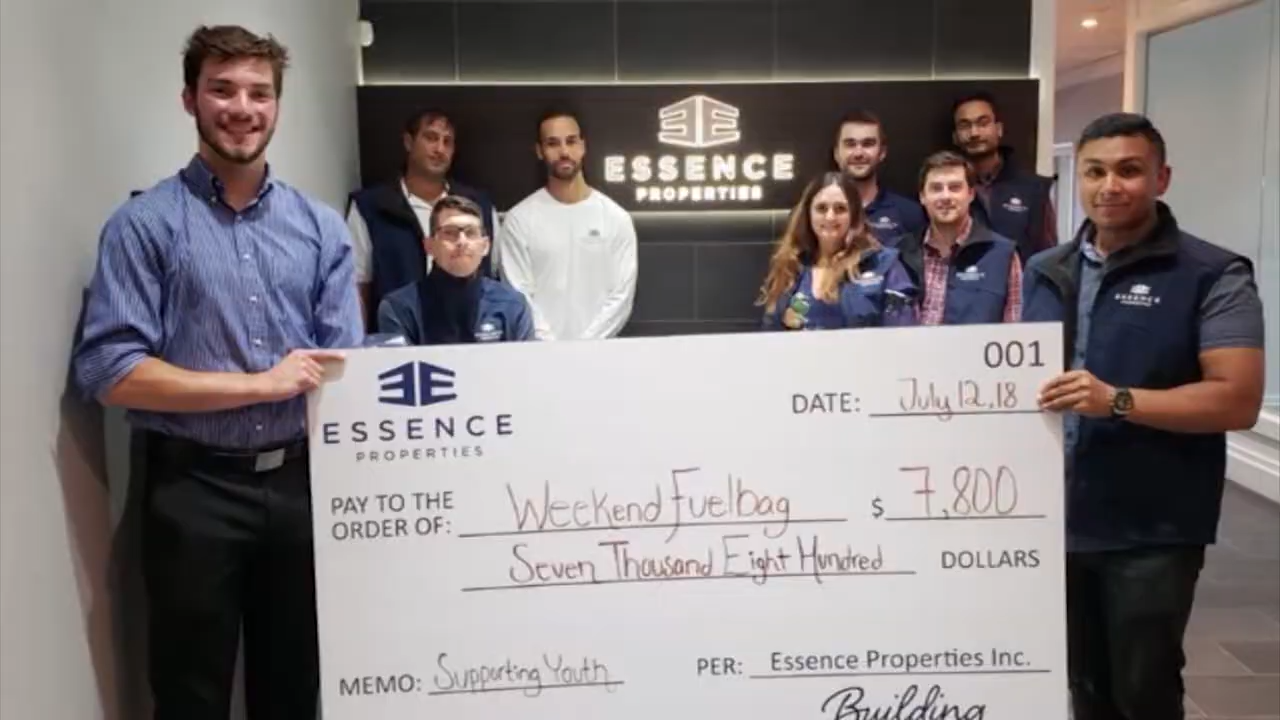 ESSENCE
PROPERTIES
001
ESSENCE
PROPERTIES
DATE: July 12, 18
PAY TO THE
ORDER OF: Weekend Fuelbag $ 7,800
Seven Thousand Eight Hundred DOLLARS
MEMO: Supporting Youth
PER: Essence Properties Inc.
Building